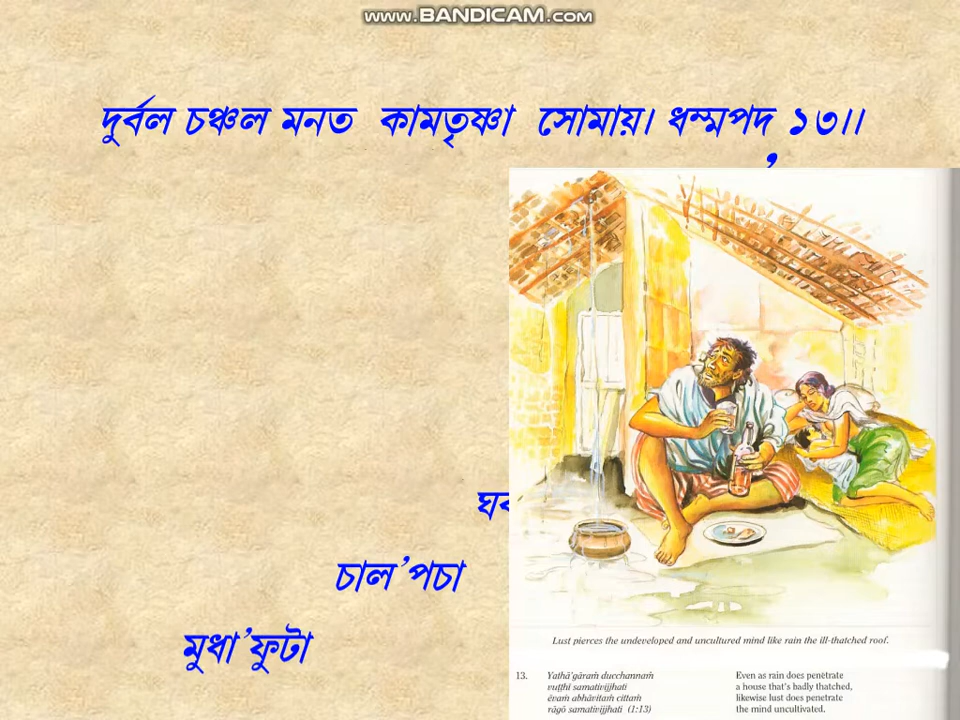 www.BANDICAM.com
দুর্বল চঞ্চল মনত কামতৃষ্ণা সোমায়। ধম্মপদ ১৩।।
চাল’পচা
মুধা’ফুটা
Lust pierces the undeveloped and uncultured mind like rain the ill-thatched roof.
13. Yathā'gāraṁ ducchannaṁ
vuṭṭhi samativijjhati
ēvaṁ abhāvitaṁ cittaṁ
rāgō samativijjhati (1:13)
Even as rain does penetrate
a house that's badly thatched,
likewise lust does penetrate
the mind uncultivated.